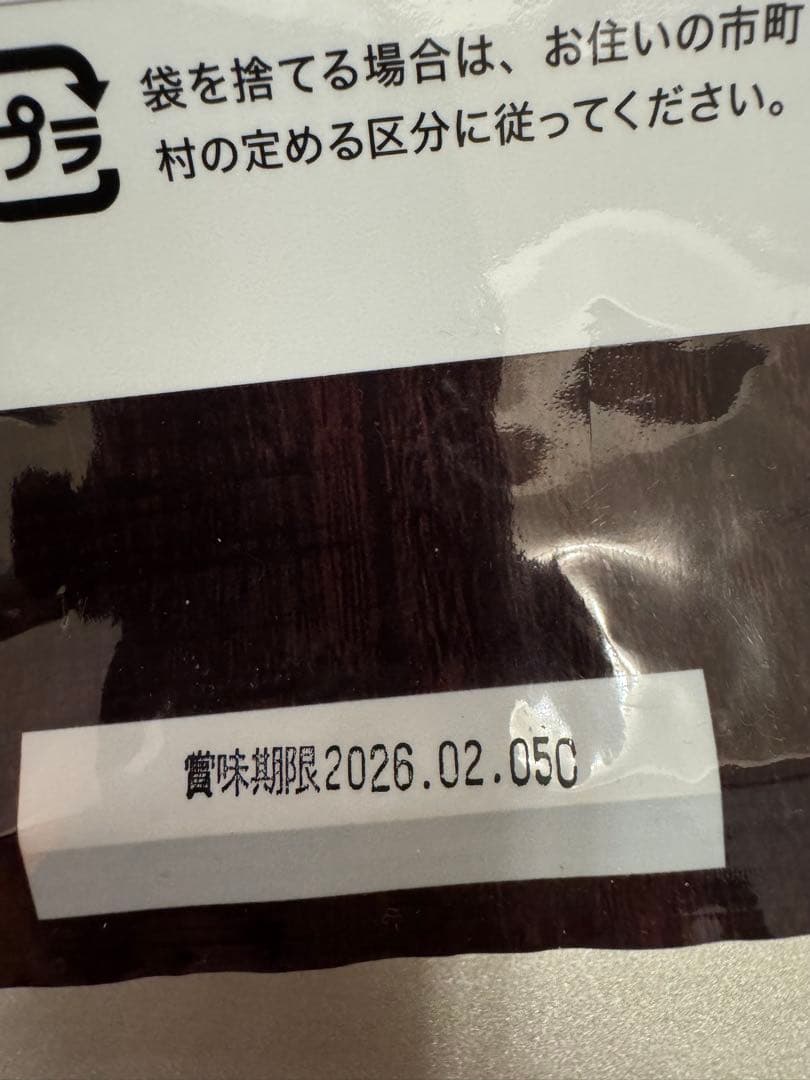 袋を捨てる場合は、お住いの市町
プラ
村の定める区分に従ってください。
賞味期限2026.02.05C